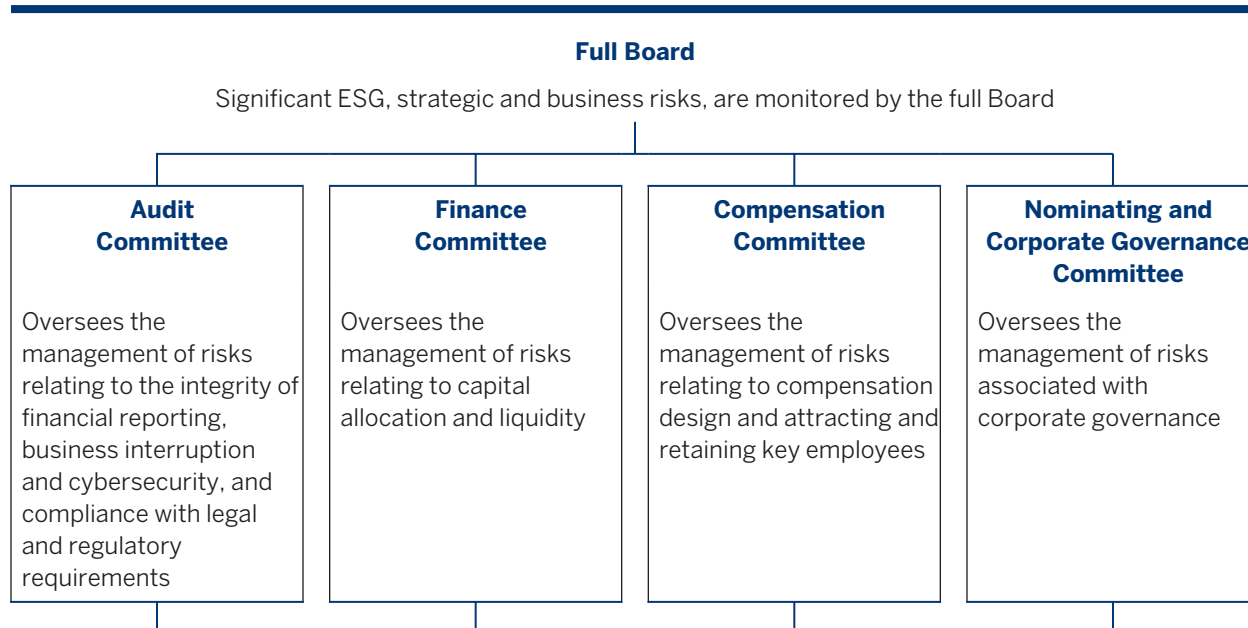 Full Board
Significant ESG, strategic and business risks, are monitored by the full Board
Audit
Committee
Oversees the
management of risks
relating to the integrity of
financial reporting,
business interruption
and cybersecurity, and
compliance with legal
and regulatory
requirements
Finance
Committee
Oversees the
management of risks
relating to capital
allocation and liquidity
Compensation
Committee
Oversees the
management of risks
relating to compensation
design and attracting and
retaining key employees
Nominating and
Corporate Governance
Committee
Oversees the
management of risks
associated with
corporate governance